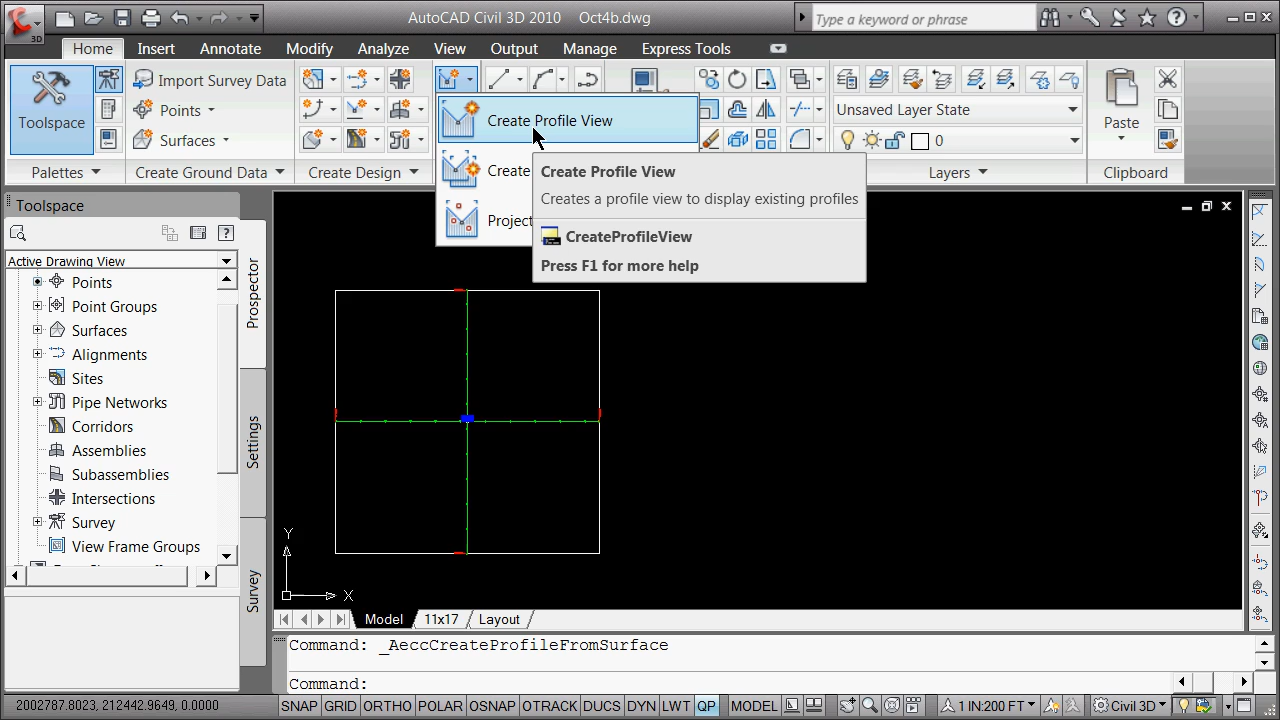 AutoCAD Civil 3D 2010 Oct4b.dwg
Type a keyword or phrase
3D
Home Insert Annotate Modify Analyze View Output Manage Express Tools
Toolspace
Import Survey Data
Points
Surfaces
Unsaved Layer State
0
Paste
Palettes
Create Ground Data
Create Design
Layers
Clipboard
Create Profile View
Create
Project
Create Profile View
Creates a profile view to display existing profiles
CreateProfileView
Press F1 for more help
Toolspace
Active Drawing View
Points
Point Groups
Surfaces
Alignments
Sites
Pipe Networks
Corridors
Assemblies
Subassemblies
Intersections
Survey
View Frame Groups
Prospector
Settings
Survey
Y
X
Model 11x17 Layout
Command: _AeccCreateProfileFromSurface
Command:
2002787.8023, 212442.9649, 0.0000
SNAP GRID ORTHO POLAR OSNAP OTRACK DUCS DYN LWT QP
MODEL
1 IN:200 FT
Civil 3D